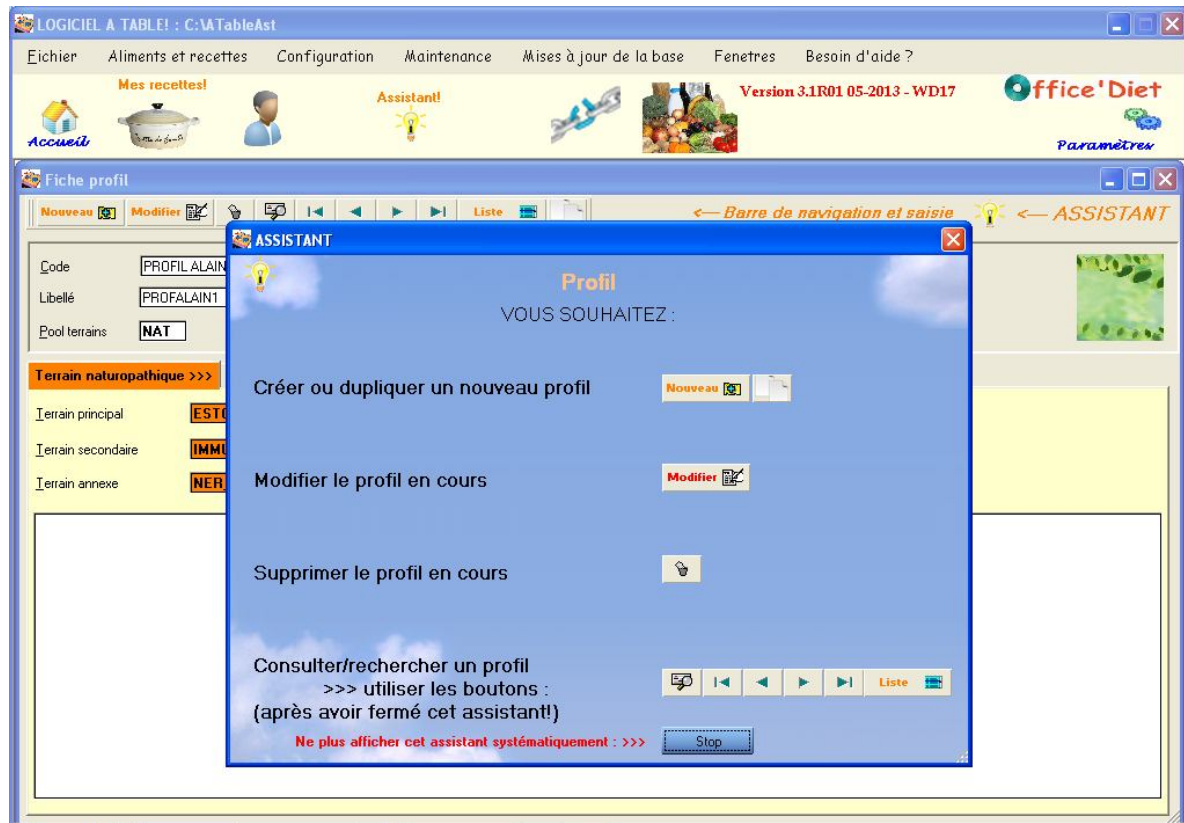 LOGICIEL A TABLE! : C:\ATableAst
Fichier Aliments et recettes Configuration Maintenance Mises à jour de la base Fenetres Besoin d'aide ?
Mes recettes!
Assistant!
Version 3.1R01 05-2013 - WD17
Office'Diet
Accueil
Paramètres
Fiche profil
Nouveau Modifier Liste <— Barre de navigation et saisie <— ASSISTANT
ASSISTANT
Code PROFIL ALAIN
Libellé PROFALAIN1
Pool terrains NAT
Terrain naturopathique >>>
Terrain principal
Terrain secondaire
Terrain annexe NER
Profil
VOUS SOUHAITEZ :
Créer ou dupliquer un nouveau profil Nouveau
Modifier le profil en cours Modifier
Supprimer le profil en cours
Consulter/rechercher un profil
>>> utiliser les boutons : Liste
(après avoir fermé cet assistant!)
Ne plus afficher cet assistant systématiquement : >>> Stop